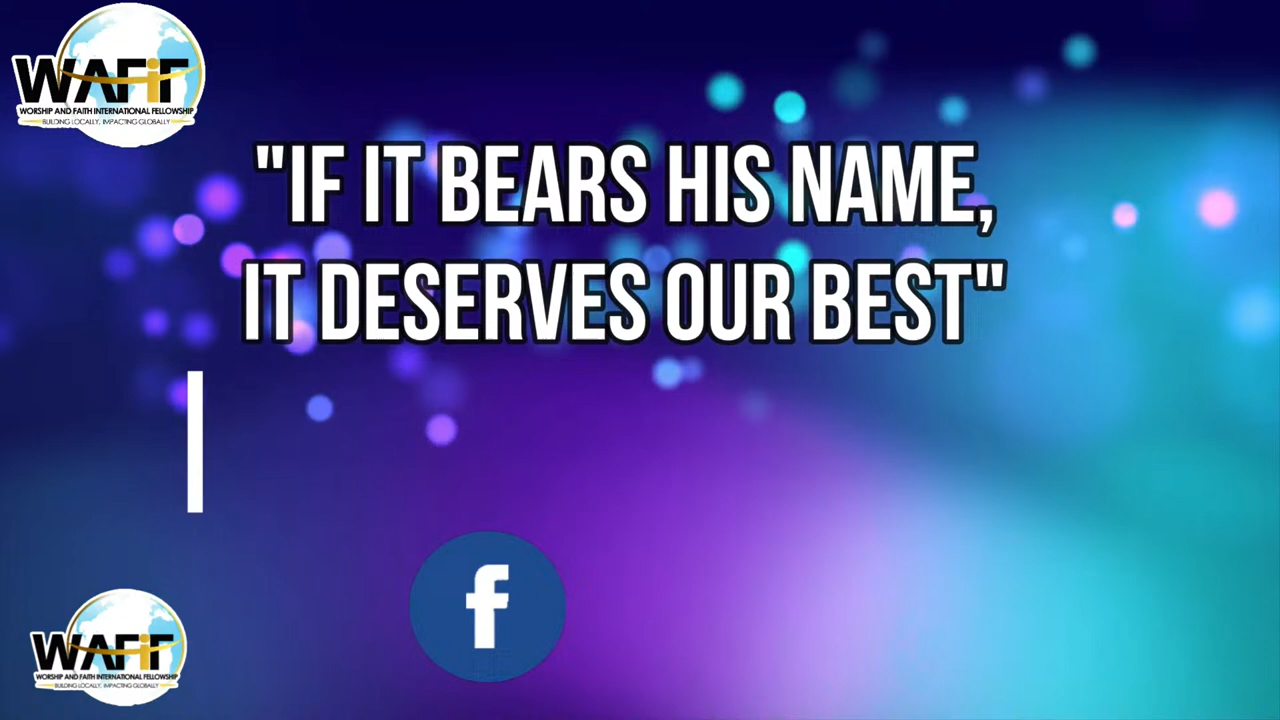 WAFiF
WORSHIP AND FAITH INTERNATIONAL FELLOWSHIP
BUILDING LOCALLY, IMPACTING GLOBALLY
"IF IT BEARS HIS NAME,
IT DESERVES OUR BEST"
f
WAFiF
WORSHIP AND FAITH INTERNATIONAL FELLOWSHIP
BUILDING LOCALLY, IMPACTING GLOBALLY